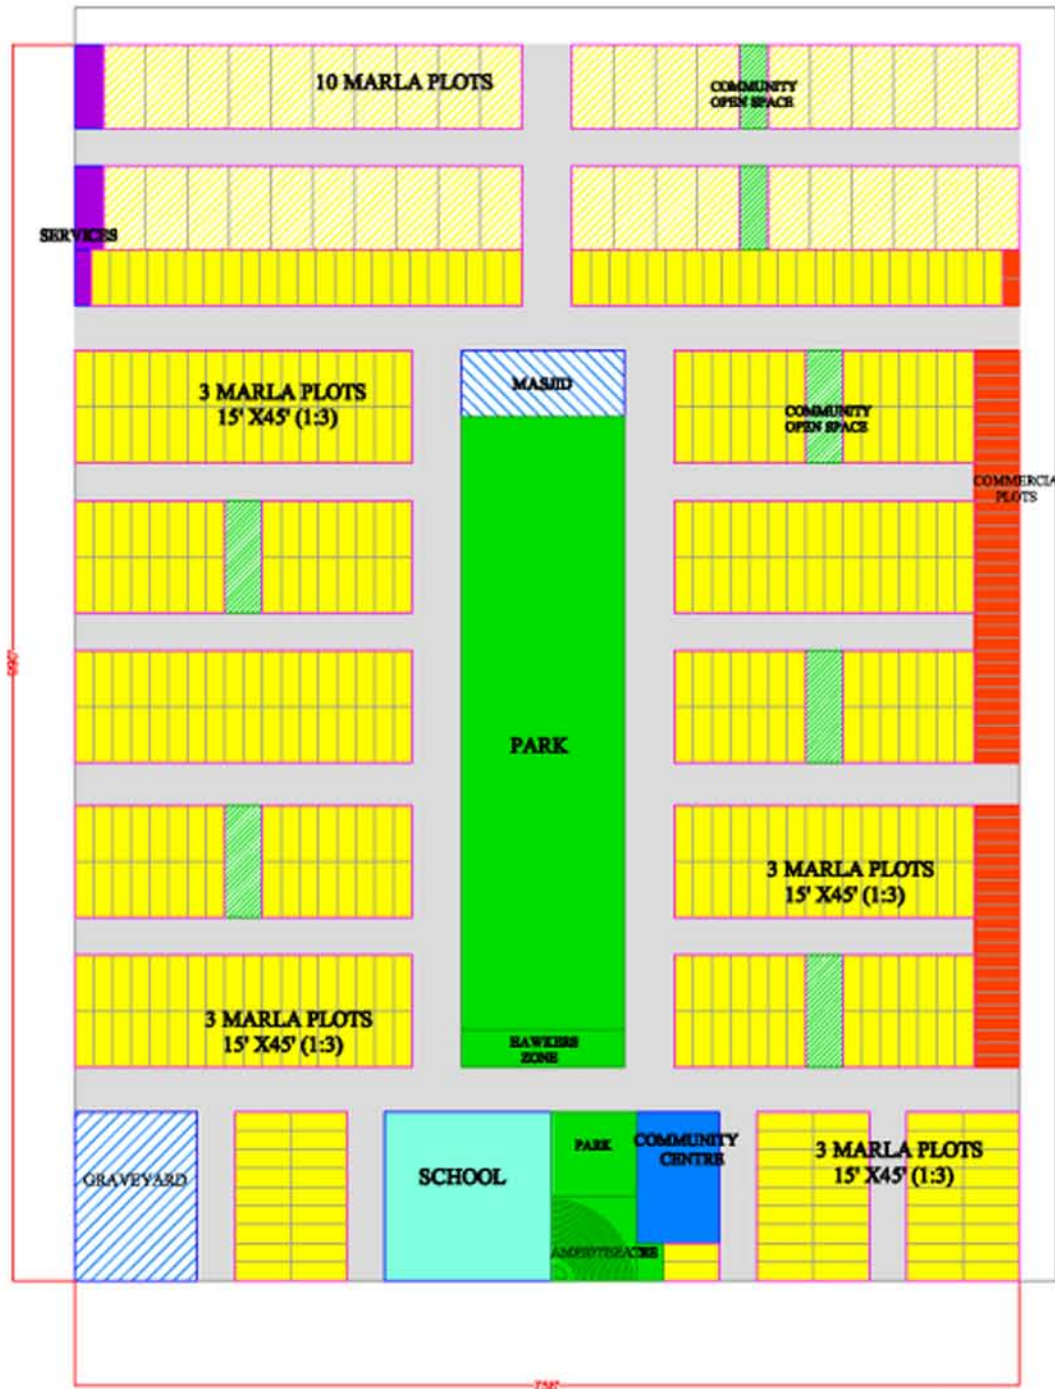 10 MARLA PLOTS
COMMUNITY
OPEN SPACE
SERVICES
3 MARLA PLOTS
15' X45' (1:3)
MASJID
COMMUNITY
OPEN SPACE
COMMERCIA
PLOTS
990'
PARK
3 MARLA PLOTS
15' X45' (1:3)
3 MARLA PLOTS
15' X45' (1:3)
HAWKERS
ZONE
GRAVEYARD
SCHOOL
PARK
COMMUNITY
CENTRE
3 MARLA PLOTS
15' X45' (1:3)
AMPHITHEATRE